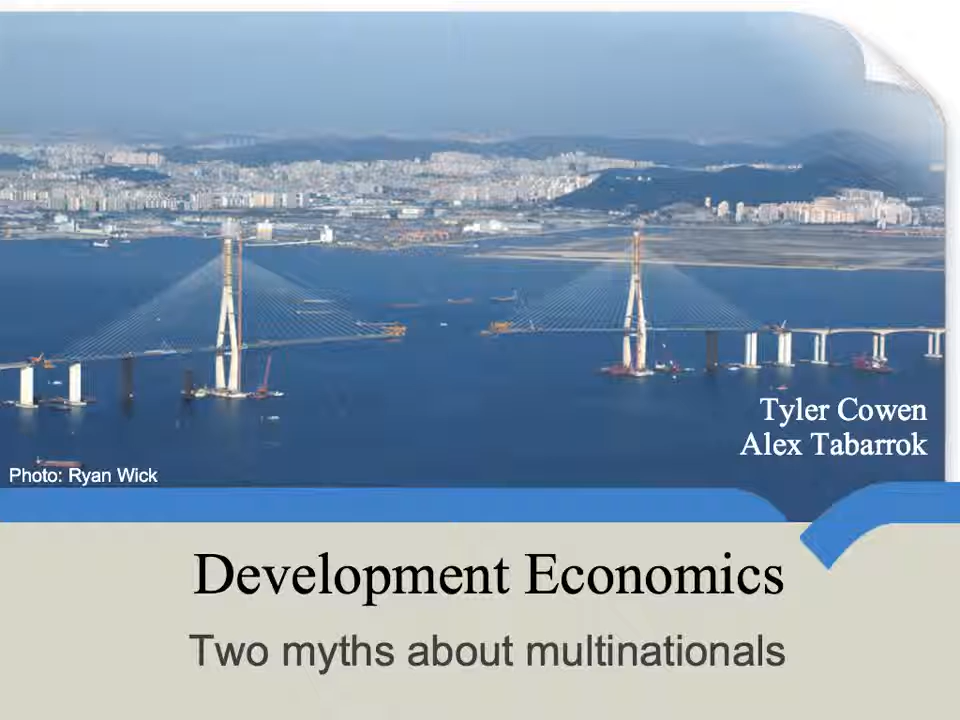 Tyler Cowen
Alex Tabarrok
Photo: Ryan Wick
Development Economics
Two myths about multinationals